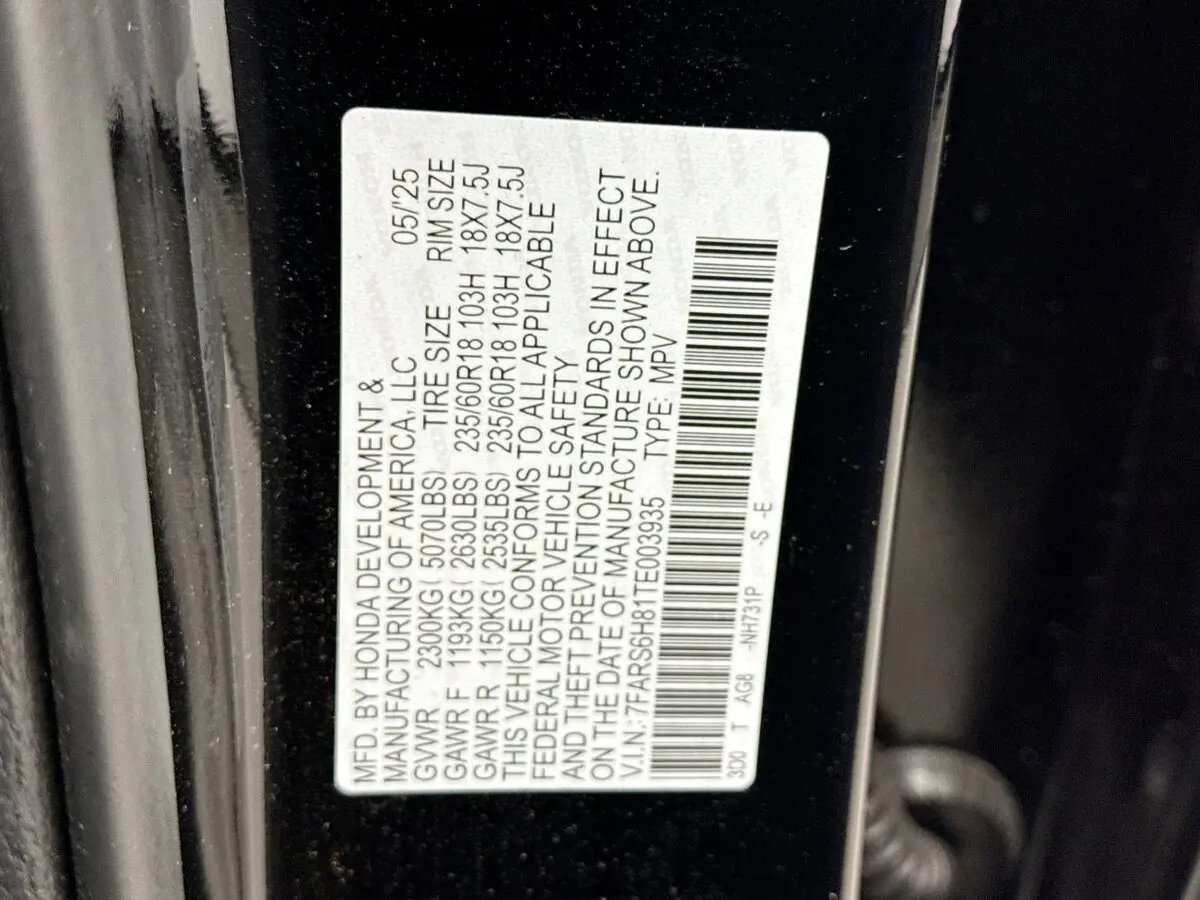 MFD. BY HONDA DEVELOPMENT &
MANUFACTURING OF AMERICA, LLC 05/'25
GVWR 2300KG( 5070LBS) TIRE SIZE RIM SIZE
GAWR F 1193KG( 2630LBS) 235/60R18 103H 18X7.5J
GAWR R 1150KG( 2535LBS) 235/60R18 103H 18X7.5J
THIS VEHICLE CONFORMS TO ALL APPLICABLE
FEDERAL MOTOR VEHICLE SAFETY
AND THEFT PREVENTION STANDARDS IN EFFECT
ON THE DATE OF MANUFACTURE SHOWN ABOVE.
V.I.N.: 7FARS6H81TE003935 TYPE: MPV
3D0 T AG8 -NH731P -S -E